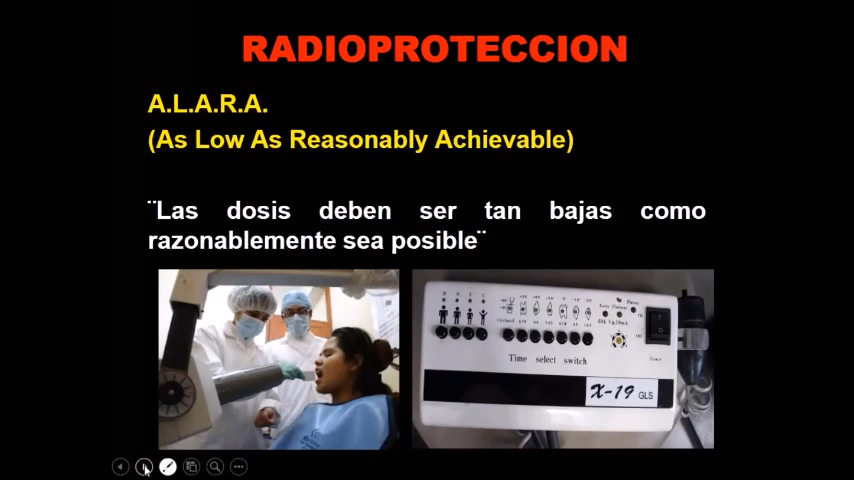 RADIOPROTECCION
A.L.A.R.A.
(As Low As Reasonably Achievable)
¨Las dosis deben ser tan bajas como
razonablemente sea posible¨
Time select switch
X-19 GLS